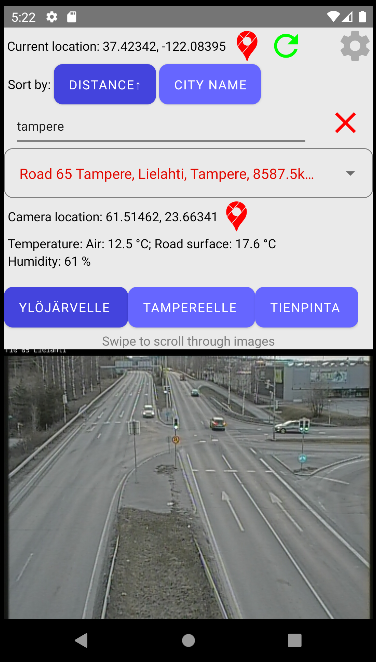 5:22
Current location: 37.42342, -122.08395
Sort by: DISTANCE↑ CITY NAME
tampere
Road 65 Tampere, Lielahti, Tampere, 8587.5k...
Camera location: 61.51462, 23.66341
Temperature: Air: 12.5 °C; Road surface: 17.6 °C
Humidity: 61 %
YLÖJÄRVELLE TAMPEREELLE TIENPINTA
Swipe to scroll through images